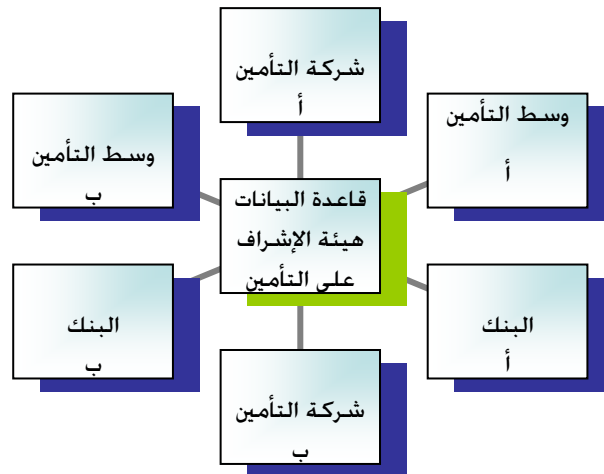 شركة التأمين
أ
وسط التأمين
أ
وسط التأمين
ب
قاعدة البيانات
هيئة الإشراف
على التأمين
البنك
أ
البنك
ب
شركة التأمين
ب